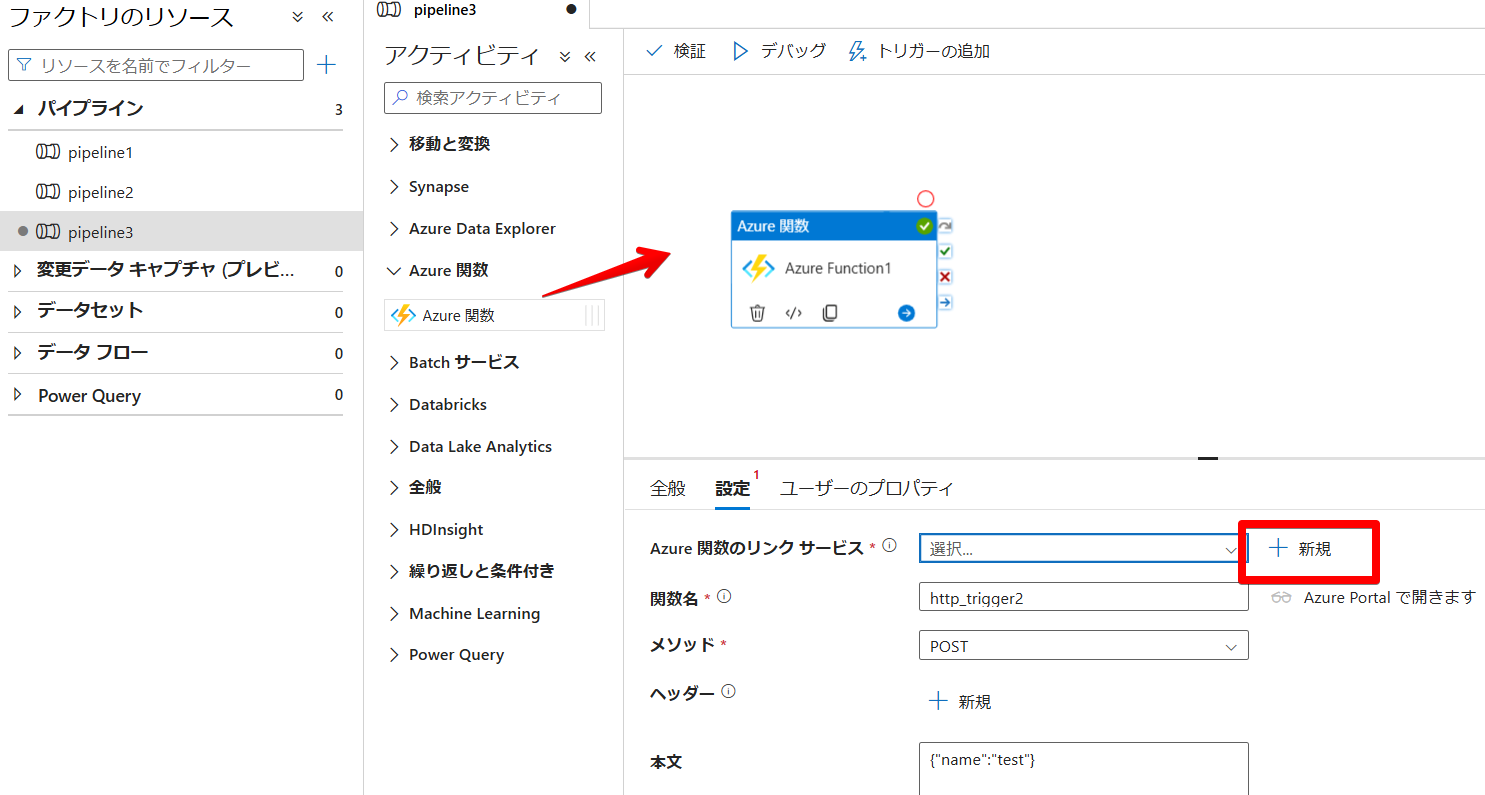 ファクトリのリソース
リソースを名前でフィルター
パイプライン 3
pipeline1
pipeline2
pipeline3
変更データ キャプチャ (プレビ... 0
データセット 0
データ フロー 0
Power Query 0
pipeline3
アクティビティ
検索アクティビティ
移動と変換
Synapse
Azure Data Explorer
Azure 関数
Azure 関数
Batch サービス
Databricks
Data Lake Analytics
全般
HDInsight
繰り返しと条件付き
Machine Learning
Power Query
検証 デバッグ トリガーの追加
Azure 関数
Azure Function1
全般 設定 1 ユーザーのプロパティ
Azure 関数のリンク サービス * 選択... 新規
関数名 * http_trigger2 Azure Portal で開きます
メソッド * POST
ヘッダー 新規
本文 {"name":"test"}